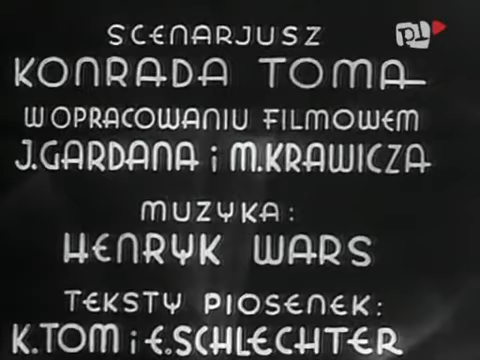 SCENARJUSZ
KONRADA TOMA
W OPRACOWANIU FILMOWEM
J.GARDANA i M.KRAWICZA
MUZYKA:
HENRYK WARS
TEKSTY PIOSENEK:
K.TOM i E.SCHLECHTER